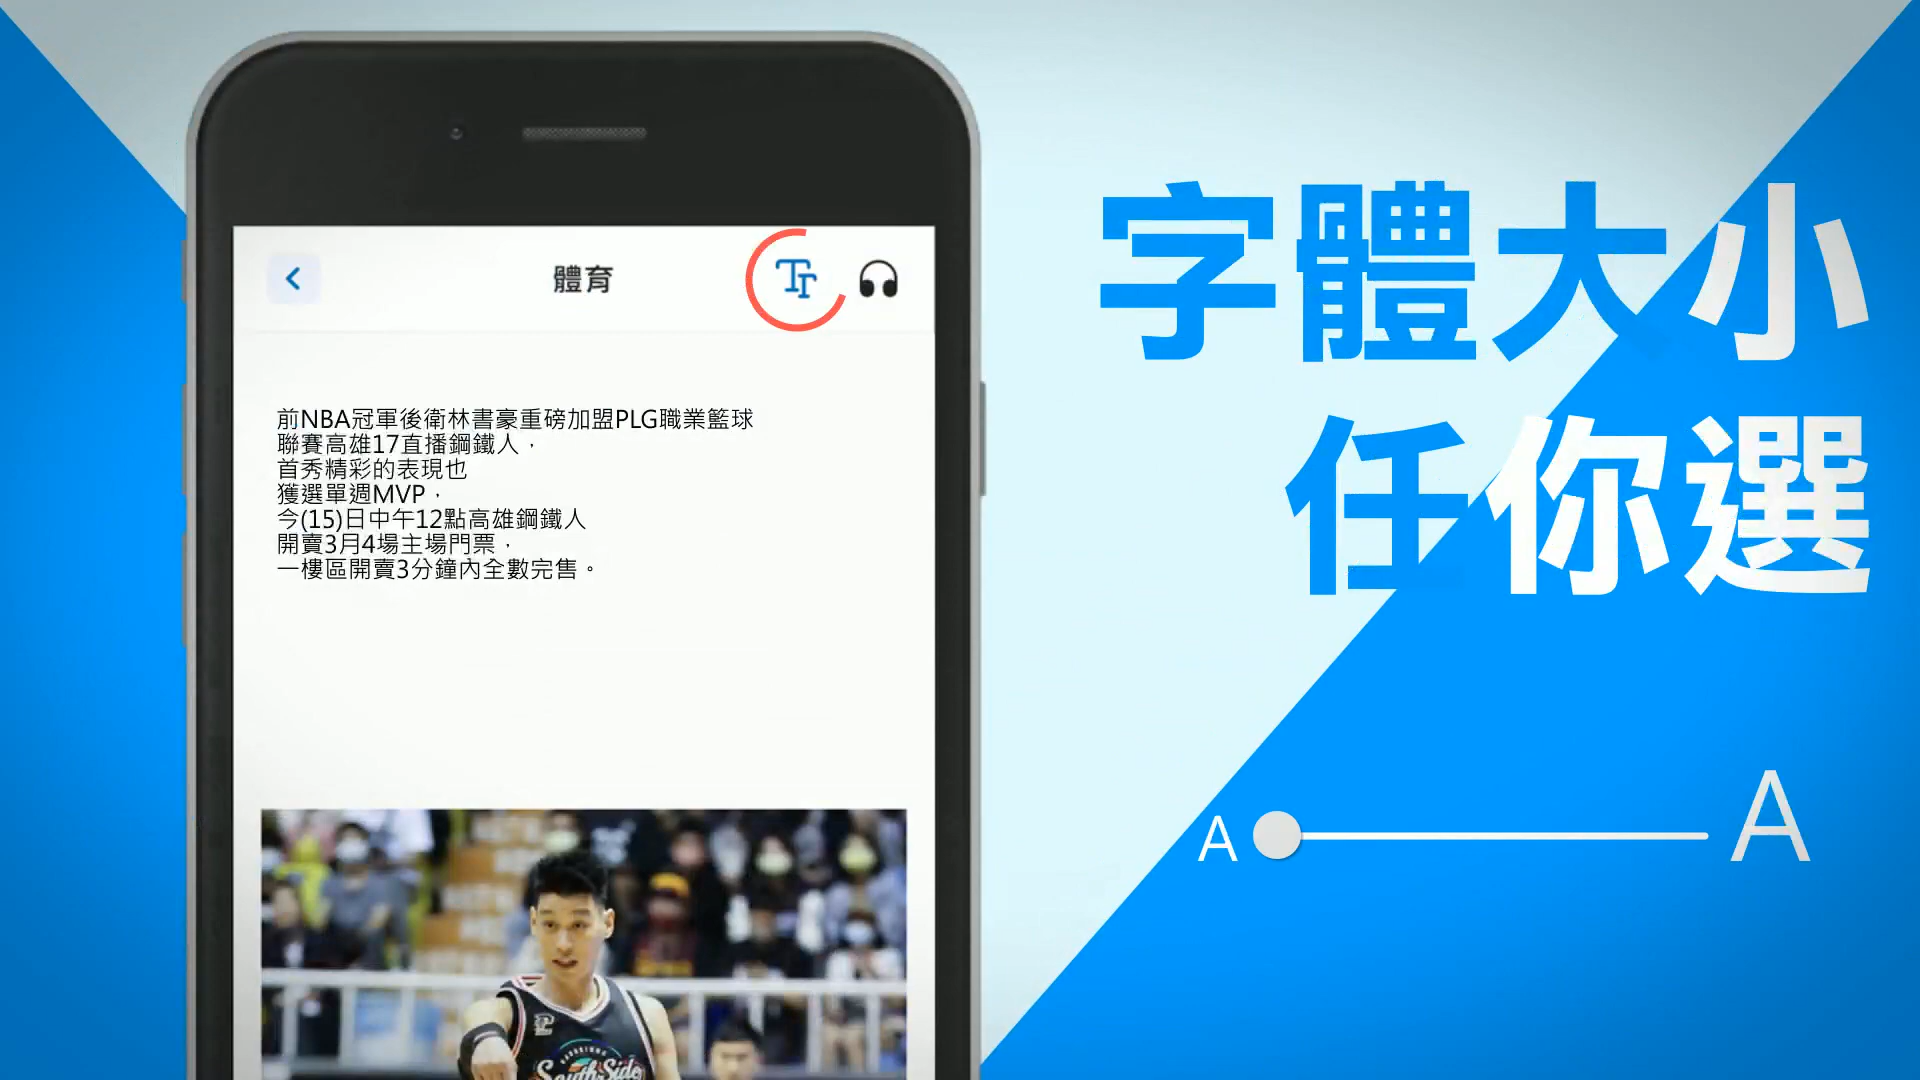 體育
TT
前NBA冠軍後衛林書豪重磅加盟PLG職業籃球
聯賽高雄17直播鋼鐵人，
首秀精彩的表現也
獲選單週MVP，
今(15)日中午12點高雄鋼鐵人
開賣3月4場主場門票，
一樓區開賣3分鐘內全數完售。
South Side
字體大小
任你選
A A